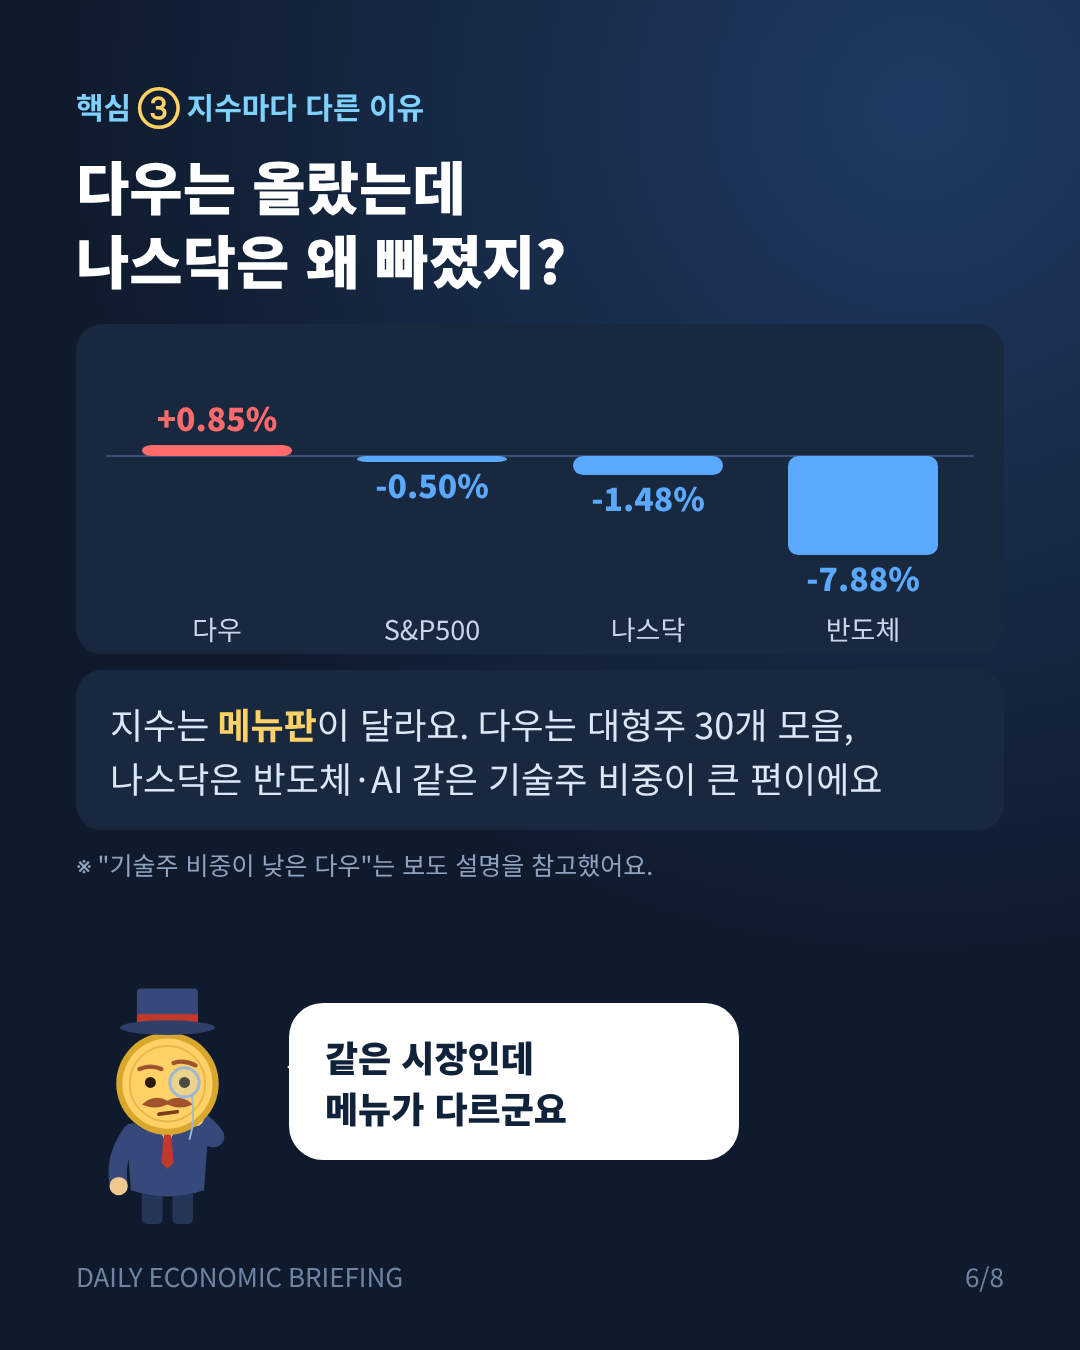 핵심 ③ 지수마다 다른 이유
다우는 올랐는데
나스닥은 왜 빠졌지?
+0.85%
-0.50%
-1.48%
-7.88%
다우
S&P500
나스닥
반도체
지수는 메뉴판이 달라요. 다우는 대형주 30개 모음,
나스닥은 반도체·AI 같은 기술주 비중이 큰 편이에요
※ "기술주 비중이 낮은 다우"는 보도 설명을 참고했어요.
같은 시장인데
메뉴가 다르군요
DAILY ECONOMIC BRIEFING
6/8